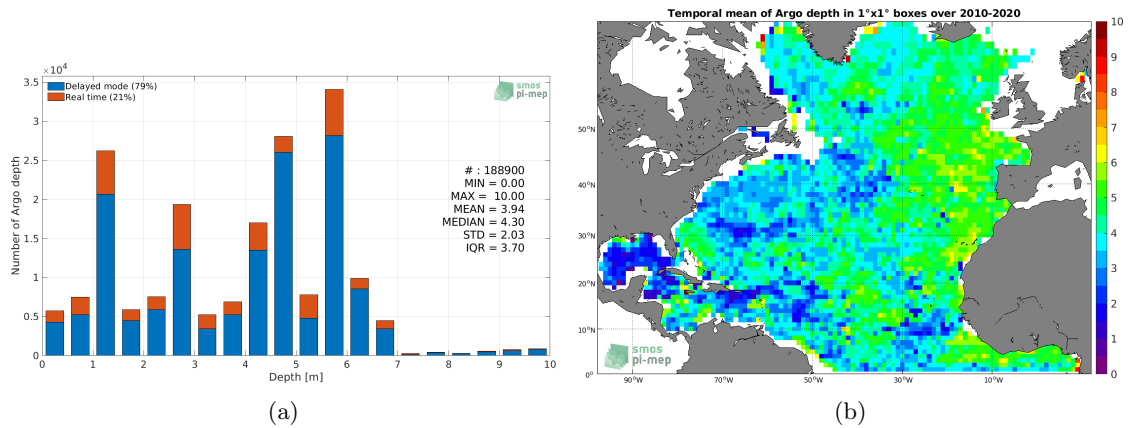 ×10⁴
3.5
3
2.5
2
1.5
1
0.5
0
Number of Argo depth
Delayed mode (79%)
Real time (21%)
smos
pi-mep
# : 188900
MIN = 0.00
MAX = 10.00
MEAN = 3.94
MEDIAN = 4.30
STD = 2.03
IQR = 3.70
0 1 2 3 4 5 6 7 8 9 10
Depth [m]
(a)
Temporal mean of Argo depth in 1°x1° boxes over 2010-2020
50°N
40°N
30°N
20°N
10°N
0°
90°W 70°W 50°W 30°W 10°W
smos
pi-mep
10
9
8
7
6
5
4
3
2
1
0
(b)